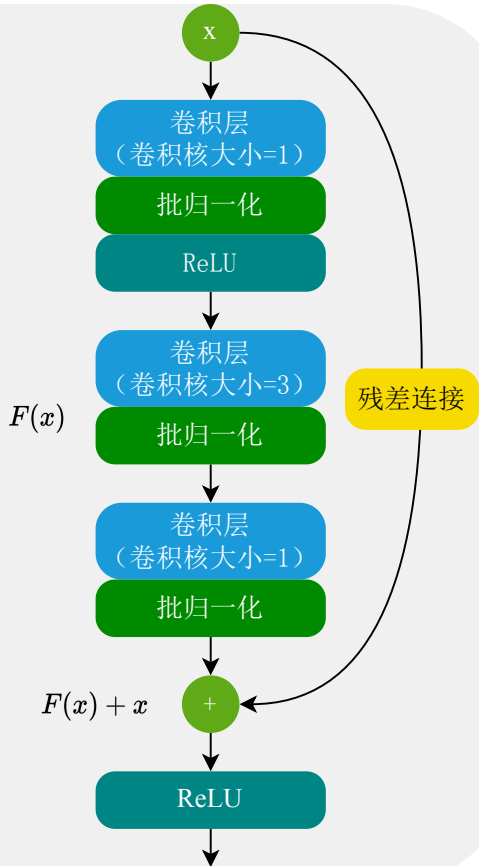 x
卷积层
（卷积核大小=1）
批归一化
ReLU
卷积层
（卷积核大小=3）
残差连接
F(x)
批归一化
卷积层
（卷积核大小=1）
批归一化
F(x) + x
+
ReLU